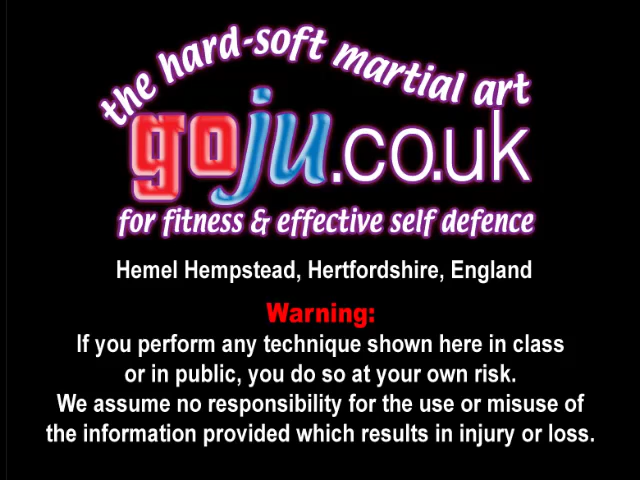 the hard-soft martial art
goju.co.uk
for fitness & effective self defence
Hemel Hempstead, Hertfordshire, England
Warning:
If you perform any technique shown here in class
or in public, you do so at your own risk.
We assume no responsibility for the use or misuse of
the information provided which results in injury or loss.